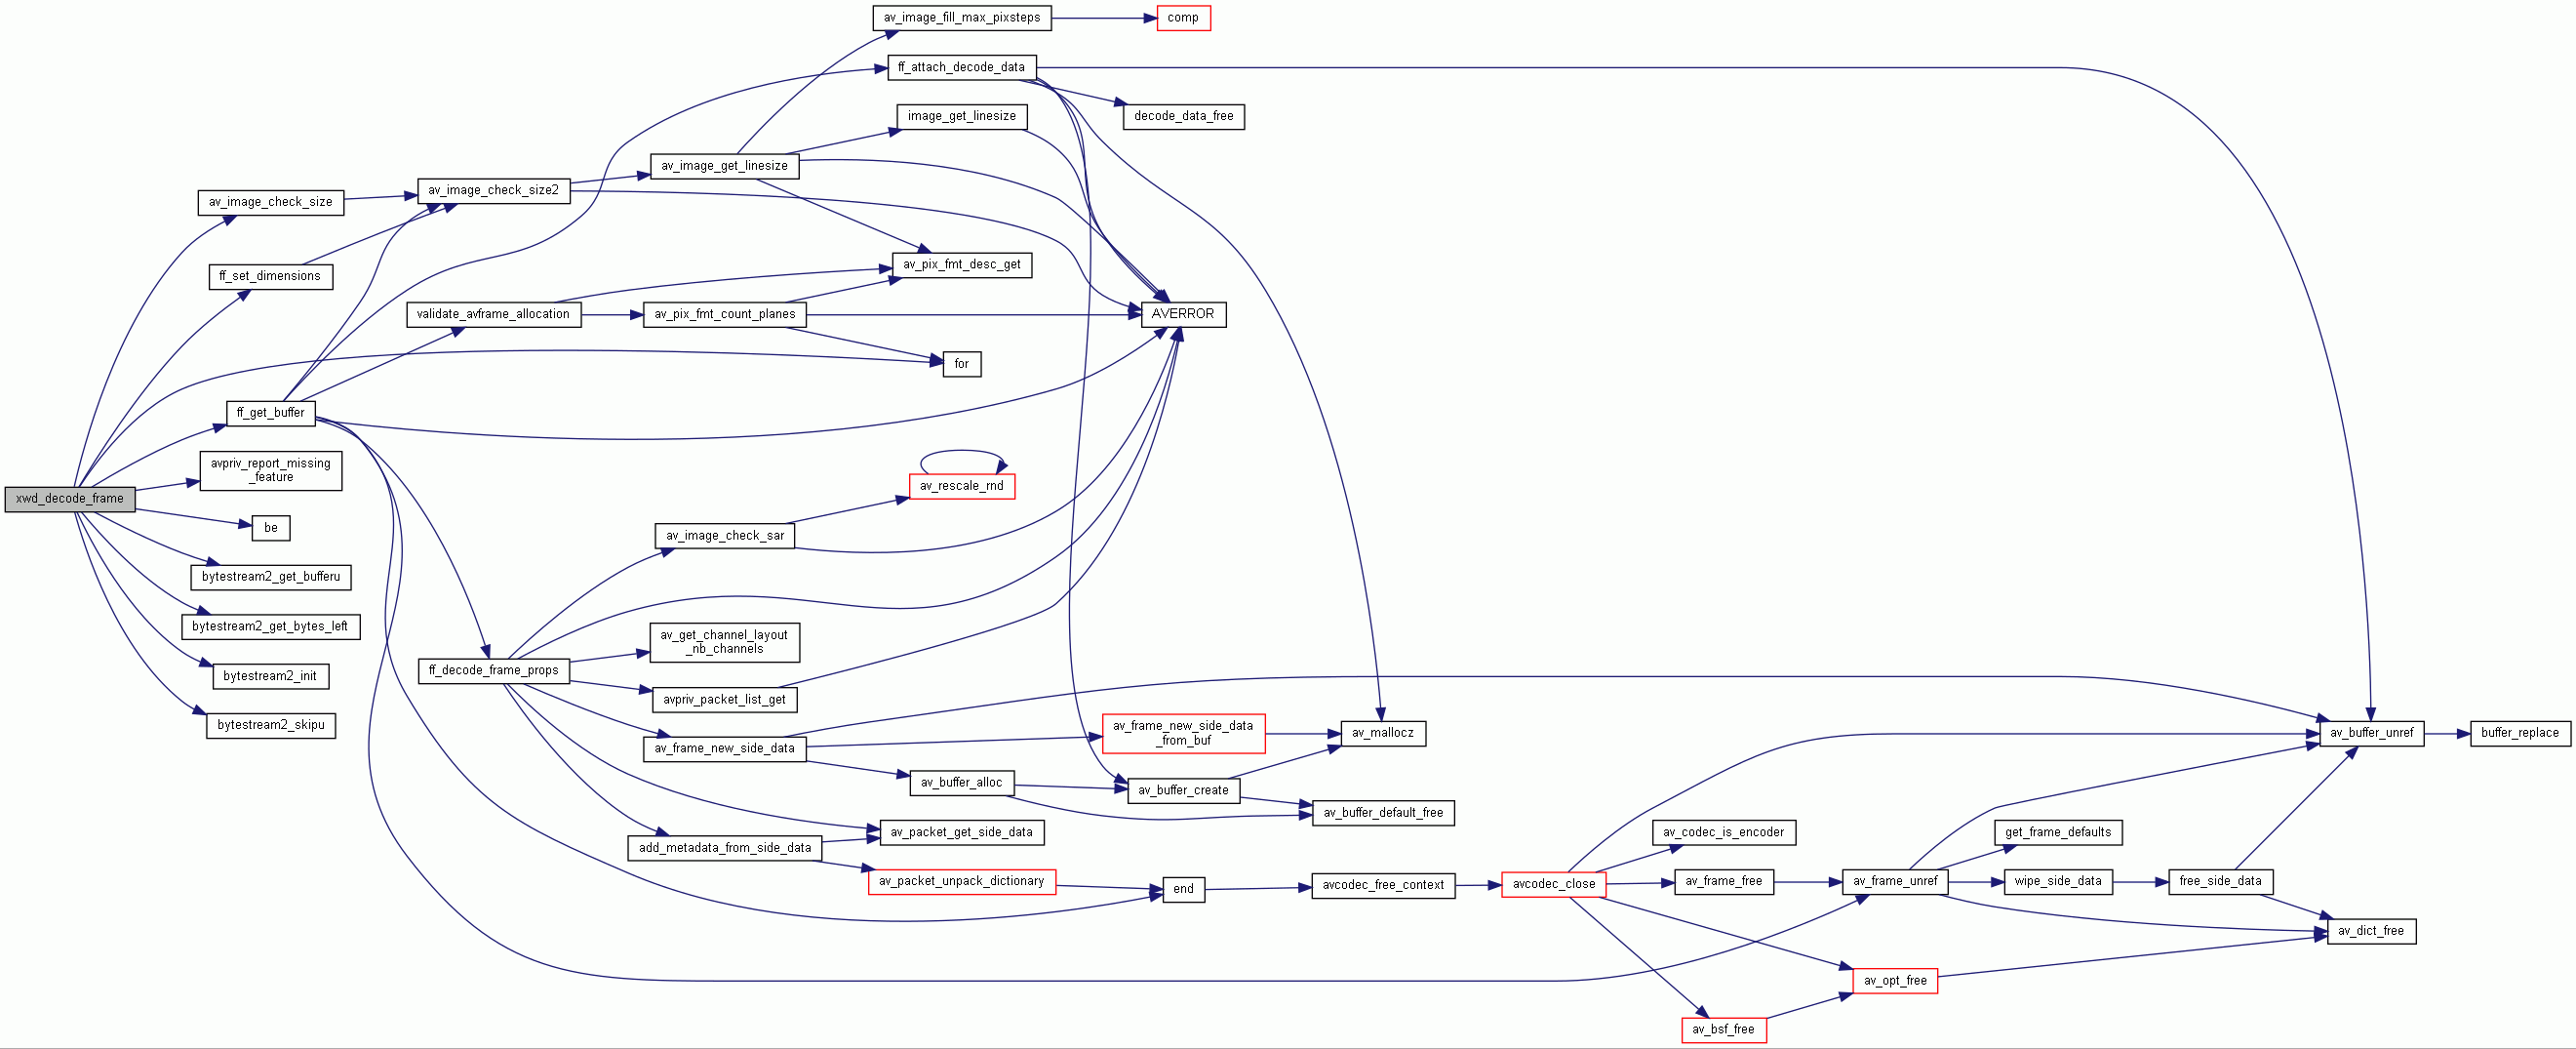 av_image_fill_max_pixsteps
comp
ff_attach_decode_data
image_get_linesize
decode_data_free
av_image_get_linesize
av_image_check_size2
av_image_check_size
av_pix_fmt_desc_get
ff_set_dimensions
validate_avframe_allocation
av_pix_fmt_count_planes
AVERROR
for
ff_get_buffer
avpriv_report_missing
_feature
xwd_decode_frame
av_rescale_rnd
be
av_image_check_sar
bytestream2_get_bufferu
bytestream2_get_bytes_left
av_get_channel_layout
_nb_channels
ff_decode_frame_props
bytestream2_init
avpriv_packet_list_get
bytestream2_skipu
av_frame_new_side_data
av_frame_new_side_data
_from_buf
av_mallocz
av_buffer_unref
buffer_replace
av_buffer_alloc
av_buffer_create
av_buffer_default_free
av_packet_get_side_data
add_metadata_from_side_data
av_codec_is_encoder
get_frame_defaults
av_packet_unpack_dictionary
end
avcodec_free_context
avcodec_close
av_frame_free
av_frame_unref
wipe_side_data
free_side_data
av_dict_free
av_opt_free
av_bsf_free